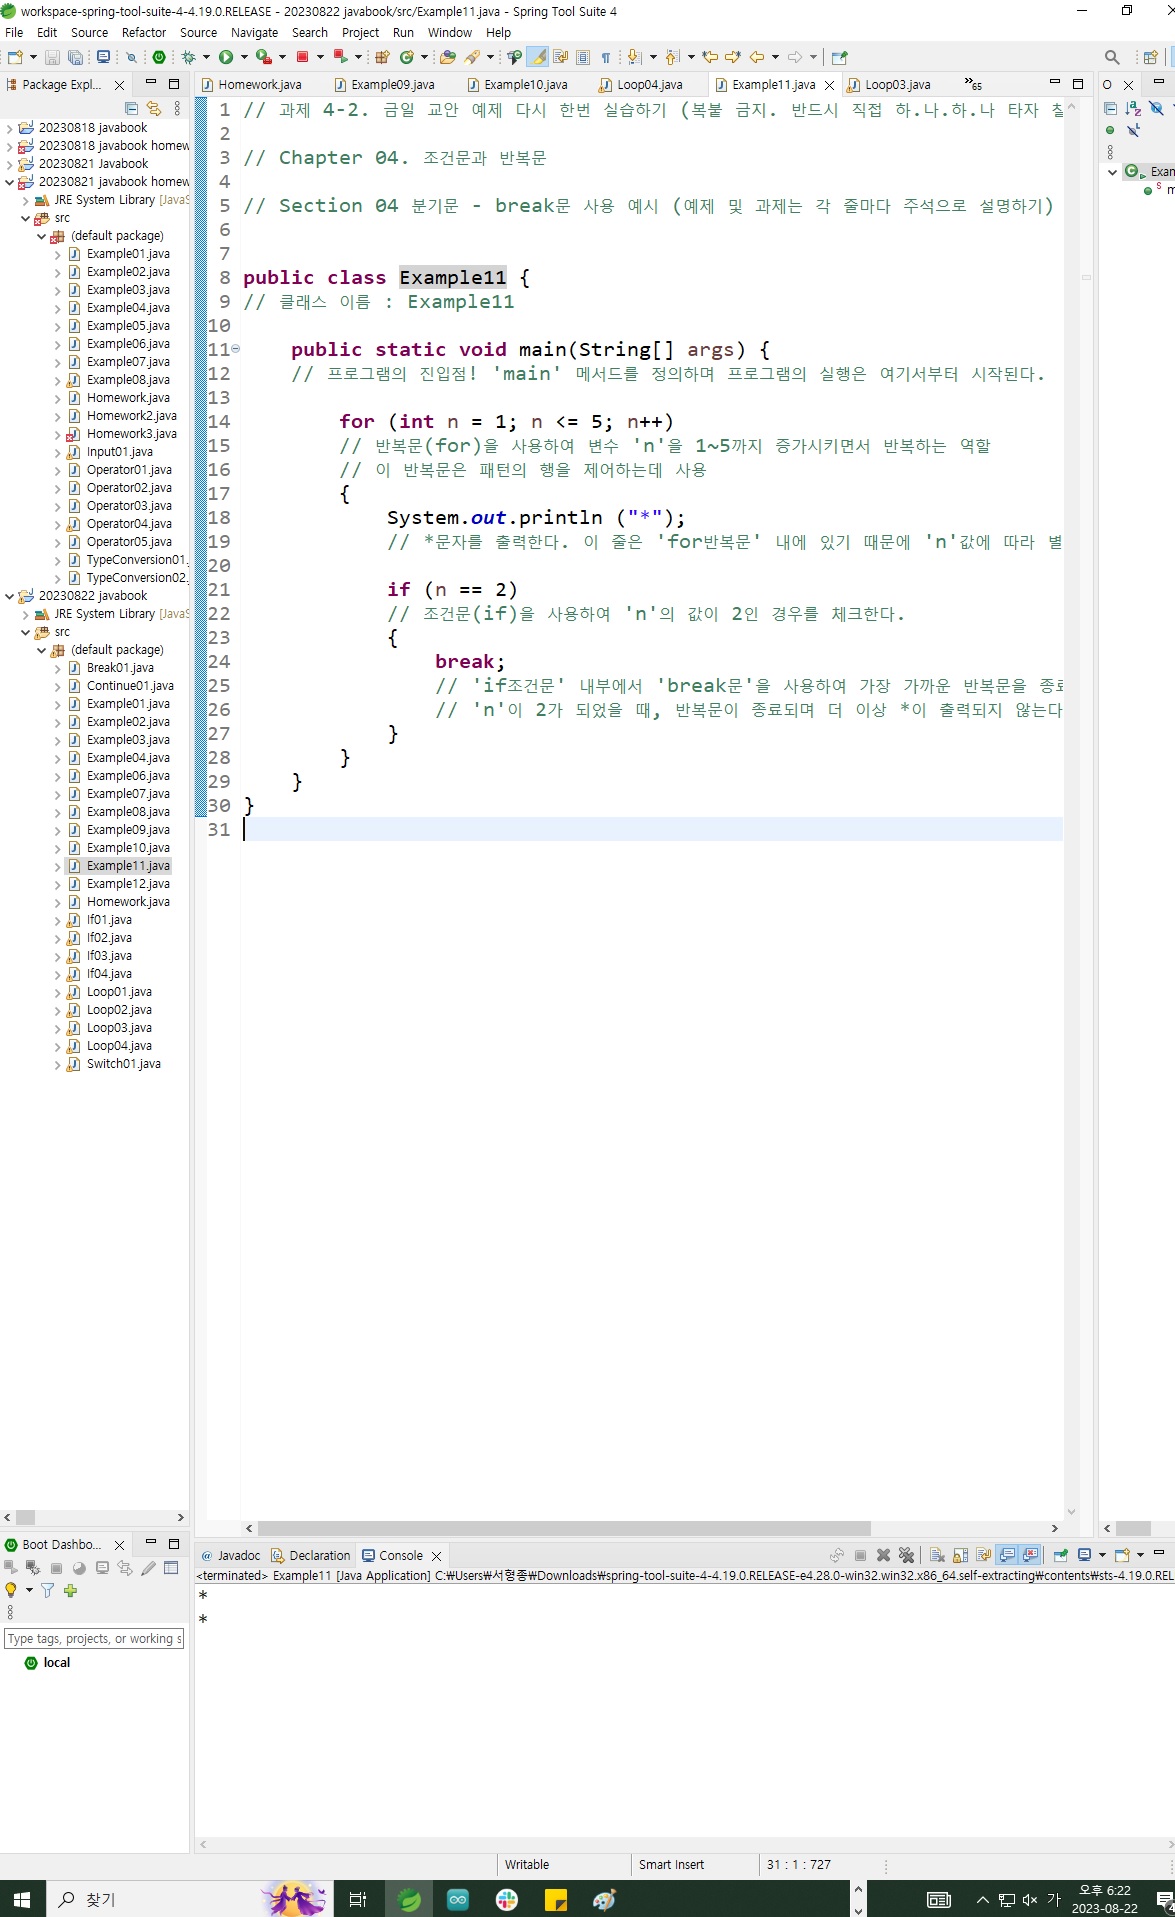 workspace-spring-tool-suite-4-4.19.0.RELEASE - 20230822 javabook/src/Example11.java - Spring Tool Suite 4
File Edit Source Refactor Source Navigate Search Project Run Window Help
Package Expl...
20230818 javabook
20230818 javabook homew
20230821 Javabook
20230821 javabook homew
JRE System Library [JavaS
src
(default package)
Example01.java
Example02.java
Example03.java
Example04.java
Example05.java
Example06.java
Example07.java
Example08.java
Homework.java
Homework2.java
Homework3.java
Input01.java
Operator01.java
Operator02.java
Operator03.java
Operator04.java
Operator05.java
TypeConversion01.
TypeConversion02.
20230822 javabook
JRE System Library [JavaS
src
(default package)
Break01.java
Continue01.java
Example01.java
Example02.java
Example03.java
Example04.java
Example06.java
Example07.java
Example08.java
Example09.java
Example10.java
Example11.java
Example12.java
Homework.java
If01.java
If02.java
If03.java
If04.java
Loop01.java
Loop02.java
Loop03.java
Loop04.java
Switch01.java
Homework.java Example09.java Example10.java Loop04.java Example11.java Loop03.java »65
1 // 과제 4-2. 금일 교안 예제 다시 한번 실습하기 (복붙 금지. 반드시 직접 하.나.하.나 타자 칠
2
3 // Chapter 04. 조건문과 반복문
4
5 // Section 04 분기문 - break문 사용 예시 (예제 및 과제는 각 줄마다 주석으로 설명하기)
6
7
8 public class Example11 {
9 // 클래스 이름 : Example11
10
11 public static void main(String[] args) {
12 // 프로그램의 진입점! 'main' 메서드를 정의하며 프로그램의 실행은 여기서부터 시작된다.
13
14 for (int n = 1; n <= 5; n++)
15 // 반복문(for)을 사용하여 변수 'n'을 1~5까지 증가시키면서 반복하는 역할
16 // 이 반복문은 패턴의 행을 제어하는데 사용
17 {
18 System.out.println ("*");
19 // *문자를 출력한다. 이 줄은 'for반복문' 내에 있기 때문에 'n'값에 따라 별
20
21 if (n == 2)
22 // 조건문(if)을 사용하여 'n'의 값이 2인 경우를 체크한다.
23 {
24 break;
25 // 'if조건문' 내부에서 'break문'을 사용하여 가장 가까운 반복문을 종료
26 // 'n'이 2가 되었을 때, 반복문이 종료되며 더 이상 *이 출력되지 않는다
27 }
28 }
29 }
30 }
31
O
Exam
m
Boot Dashbo...
Type tags, projects, or working s
local
@ Javadoc Declaration Console
<terminated> Example11 [Java Application] C:₩Users₩서형종₩Downloads₩spring-tool-suite-4-4.19.0.RELEASE-e4.28.0-win32.win32.x86_64.self-extracting₩contents₩sts-4.19.0.REL
*
*
Writable Smart Insert 31 : 1 : 727
찾기
가
오후 6:22
2023-08-22